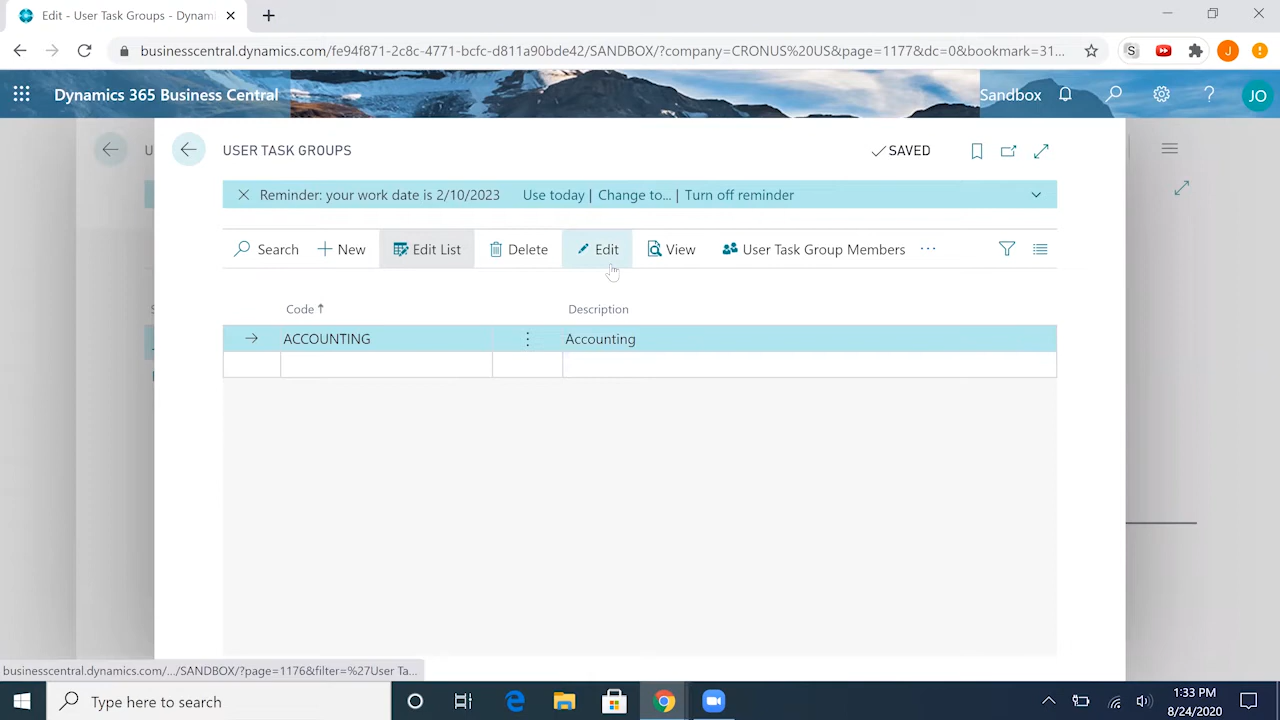 Edit - User Task Groups - Dynami
businesscentral.dynamics.com/fe94f871-2c8c-4771-bcfc-d811a90bde42/SANDBOX/?company=CRONUS%20US&page=1177&dc=0&bookmark=31...
S
J
Dynamics 365 Business Central
Sandbox
?
JO
USER TASK GROUPS
SAVED
Reminder: your work date is 2/10/2023 Use today | Change to... | Turn off reminder
Search New Edit List Delete Edit View User Task Group Members ...
Code ↑ Description
ACCOUNTING Accounting
businesscentral.dynamics.com/.../SANDBOX/?page=1176&filter=%27User Ta...
Type here to search
1:33 PM
8/24/2020